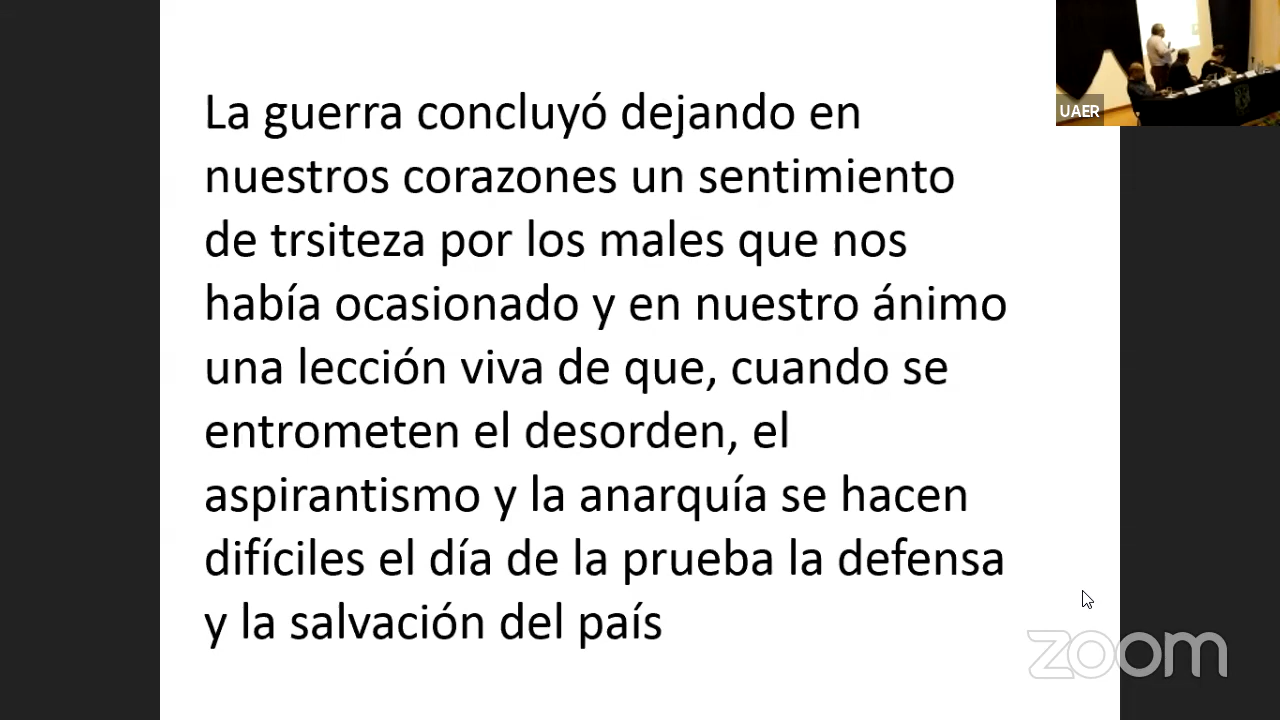 La guerra concluyó dejando en
nuestros corazones un sentimiento
de trsiteza por los males que nos
había ocasionado y en nuestro ánimo
una lección viva de que, cuando se
entrometen el desorden, el
aspirantismo y la anarquía se hacen
difíciles el día de la prueba la defensa
y la salvación del país
UAER
zoom